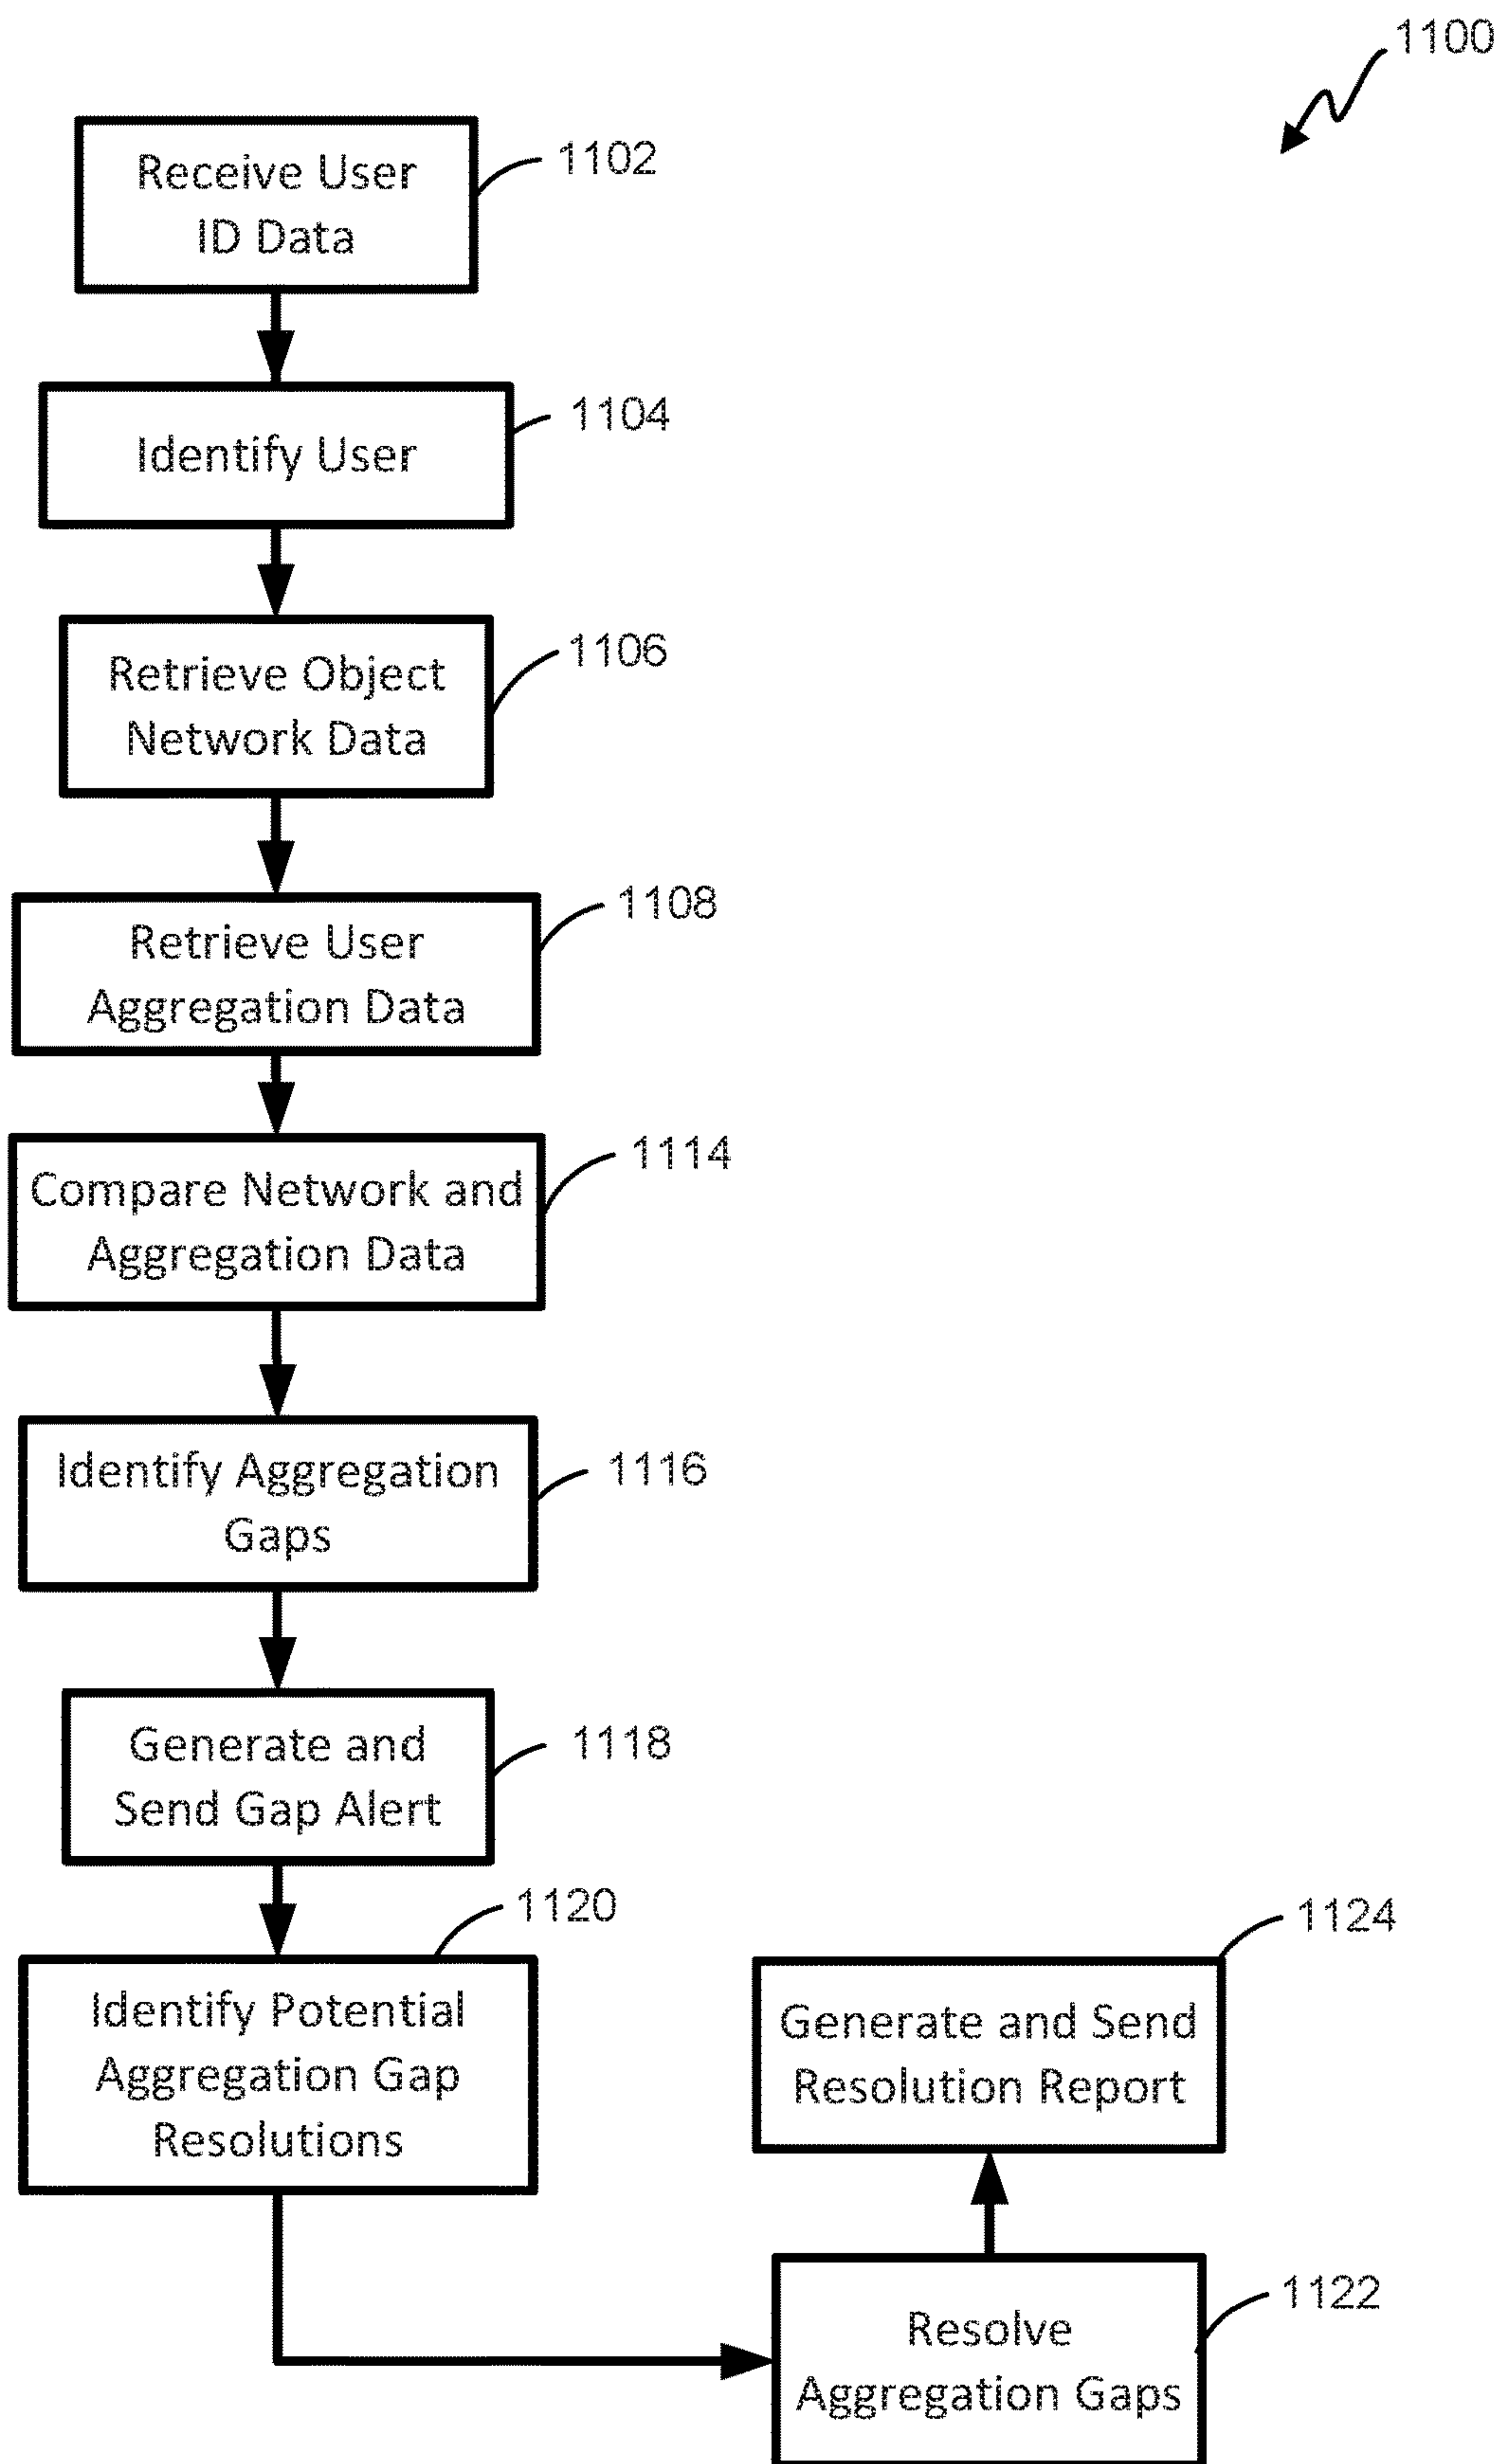 1100
Receive User
ID Data
1102
Identify User
1104
Retrieve Object
Network Data
1106
Retrieve User
Aggregation Data
1108
Compare Network and
Aggregation Data
1114
Identify Aggregation
Gaps
1116
Generate and
Send Gap Alert
1118
Identify Potential
Aggregation Gap
Resolutions
1120
Resolve
Aggregation Gaps
1122
Generate and Send
Resolution Report
1124